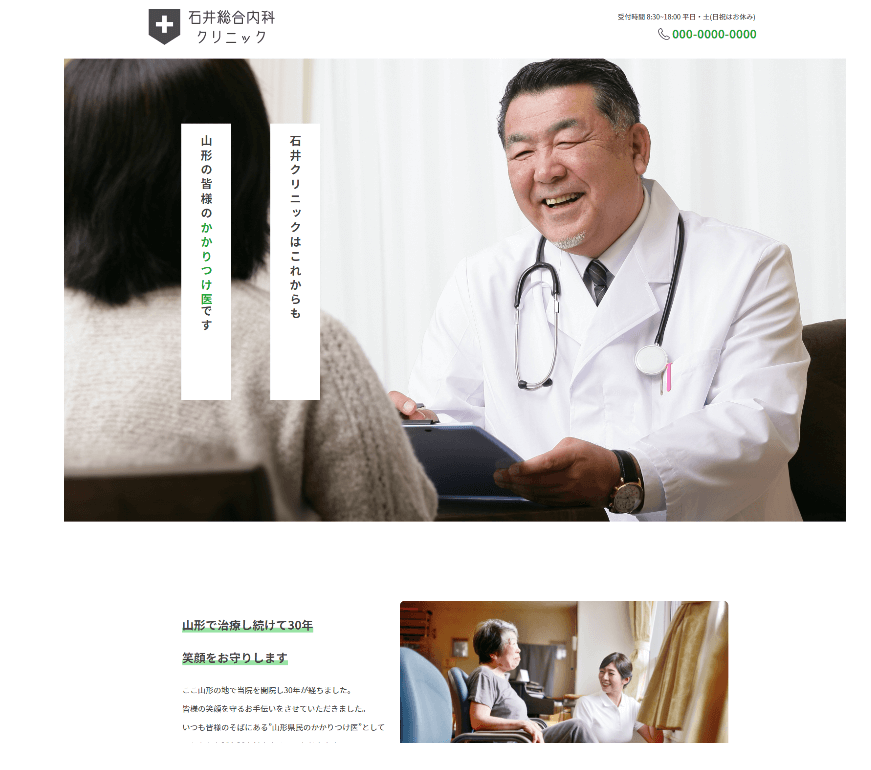 石井総合内科
クリニック
受付時間 8:30~18:00 平日・土(日祝はお休み)
000-0000-0000
石井クリニックはこれからも
山形の皆様のかかりつけ医です
山形で治療し続けて30年
笑顔をお守りします
ここ山形の地で当院を開院し30年が経ちました。
皆様の笑顔を守るお手伝いをさせていただきました。
いつも皆様のそばにある"山形県民のかかりつけ医"として